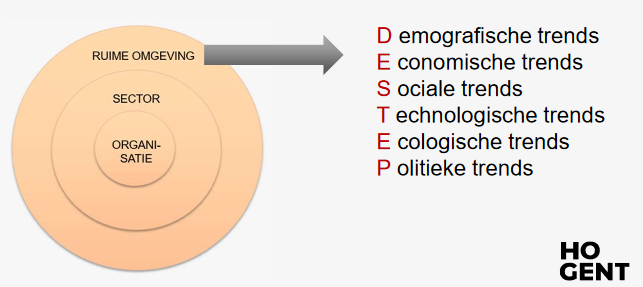 RUIME OMGEVING
SECTOR
ORGANI-
SATIE
D emografische trends
E conomische trends
S ociale trends
T echnologische trends
E cologische trends
P olitieke trends
HO
GENT